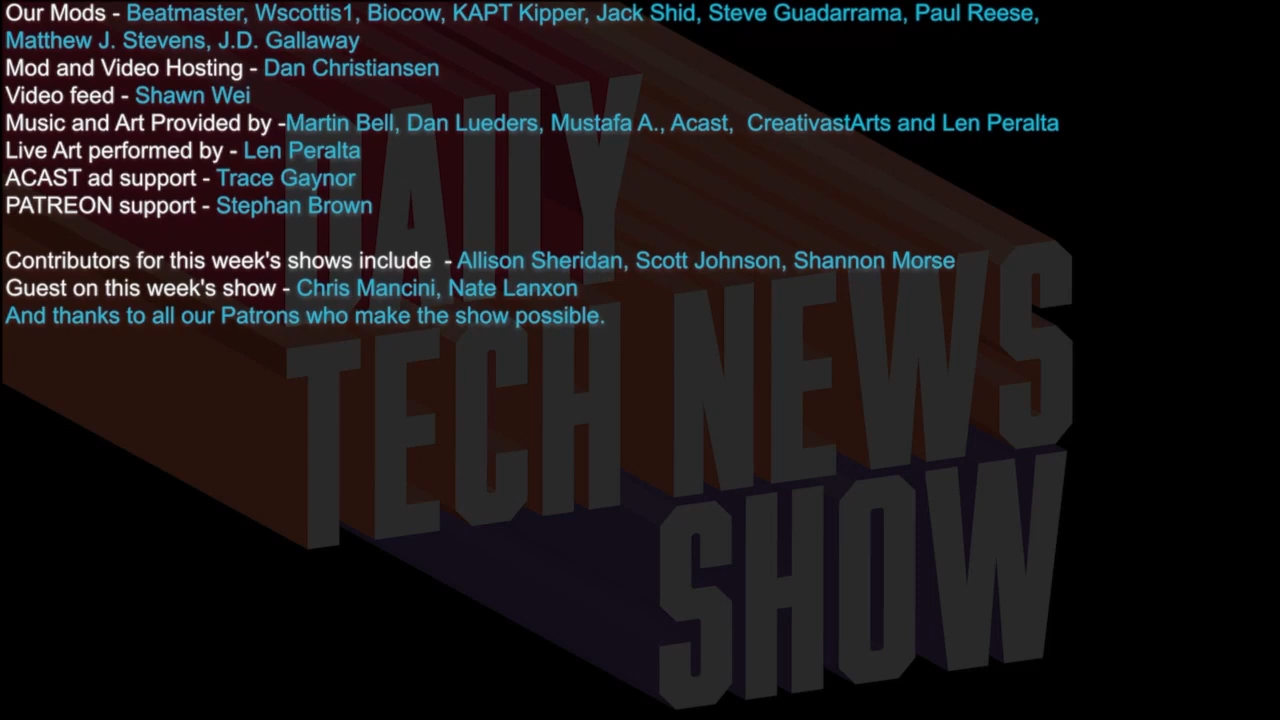 Our Mods - Beatmaster, Wscottis1, Biocow, KAPT Kipper, Jack Shid, Steve Guadarrama, Paul Reese,
Matthew J. Stevens, J.D. Gallaway
Mod and Video Hosting - Dan Christiansen
Video feed - Shawn Wei
Music and Art Provided by -Martin Bell, Dan Lueders, Mustafa A., Acast,  CreativastArts and Len Peralta
Live Art performed by - Len Peralta
ACAST ad support - Trace Gaynor
PATREON support - Stephan Brown
Contributors for this week's shows include  - Allison Sheridan, Scott Johnson, Shannon Morse
Guest on this week's show - Chris Mancini, Nate Lanxon
And thanks to all our Patrons who make the show possible.
DAILY
TECH NEWS
SHOW